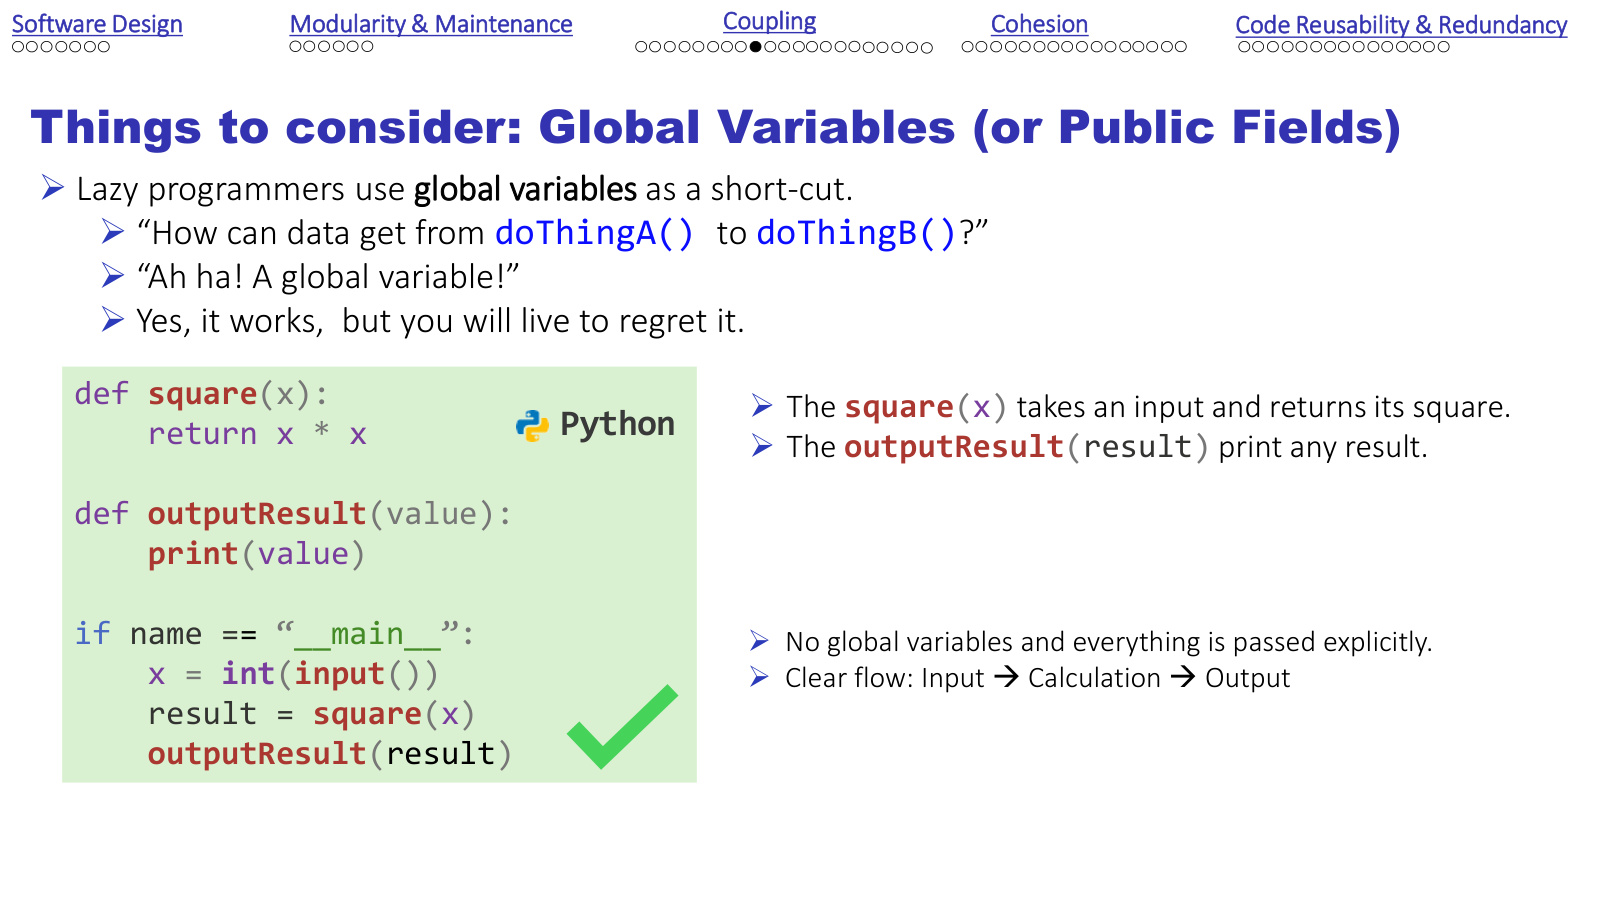 Software Design
Modularity & Maintenance
Coupling
Cohesion
Code Reusability & Redundancy
Things to consider: Global Variables (or Public Fields)
Lazy programmers use global variables as a short-cut.
“How can data get from doThingA() to doThingB()?”
“Ah ha! A global variable!”
Yes, it works, but you will live to regret it.
def square(x):
    return x * x
Python
def outputResult(value):
    print(value)
if name == “__main__”:
    x = int(input())
    result = square(x)
    outputResult(result)
The square(x) takes an input and returns its square.
The outputResult(result) print any result.
No global variables and everything is passed explicitly.
Clear flow: Input → Calculation → Output